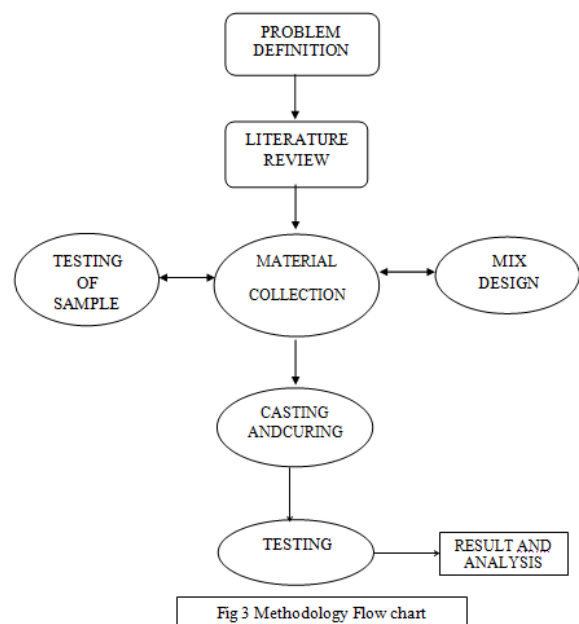 PROBLEM
DEFINITION
LITERATURE
REVIEW
TESTING
OF
SAMPLE
MATERIAL
COLLECTION
MIX
DESIGN
CASTING
ANDCURING
TESTING
RESULT AND
ANALYSIS
Fig 3 Methodology Flow chart